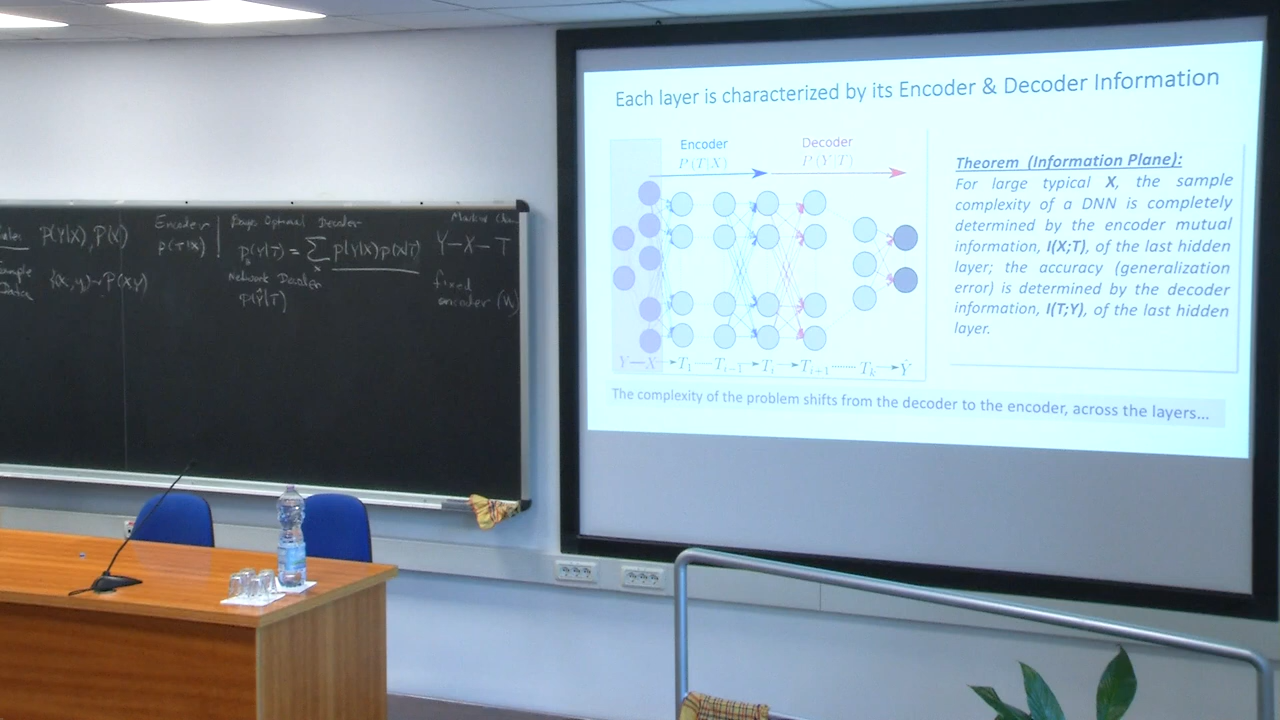 P(Y|X), P(X)
{(X,Y)}~P(X,Y)
Encoder
P(T|X)
Bayes Optimal Decoder
P(Y|T) = Σ P(Y|X)P(X|T)
x
Network Decoder
P(Ŷ|T)
Markov
Y-X-T
fixed
encoder
Each layer is characterized by its Encoder & Decoder Information
Encoder
P(T|X)
Decoder
P(Y|T)
Y—X→T₁—Tᵢ₋₁→Tᵢ→Tᵢ₊₁········Tₖ→Ŷ
Theorem (Information Plane):
For large typical X, the sample
complexity of a DNN is completely
determined by the encoder mutual
information, I(X;T), of the last hidden
layer; the accuracy (generalization
error) is determined by the decoder
information, I(T;Y), of the last hidden
layer.
The complexity of the problem shifts from the decoder to the encoder, across the layers...